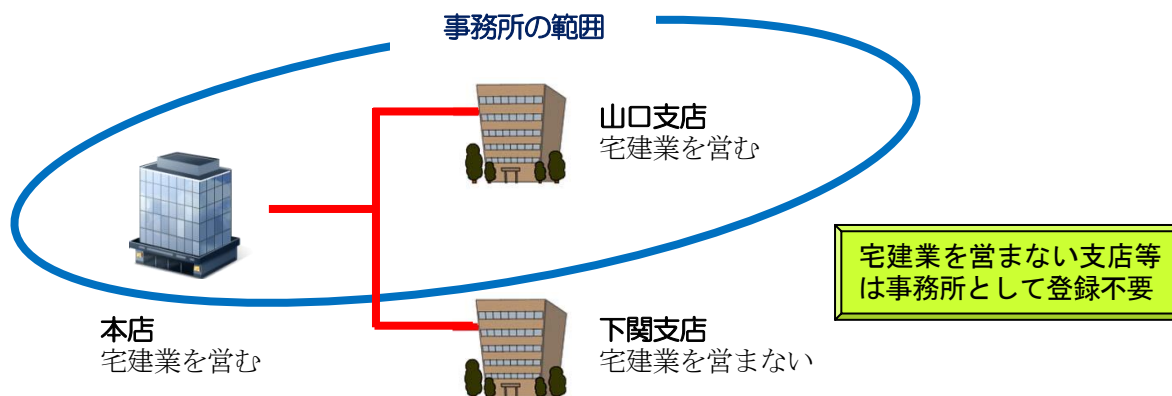 事務所の範囲
山口支店
宅建業を営む
宅建業を営まない支店等
は事務所として登録不要
本店
宅建業を営む
下関支店
宅建業を営まない